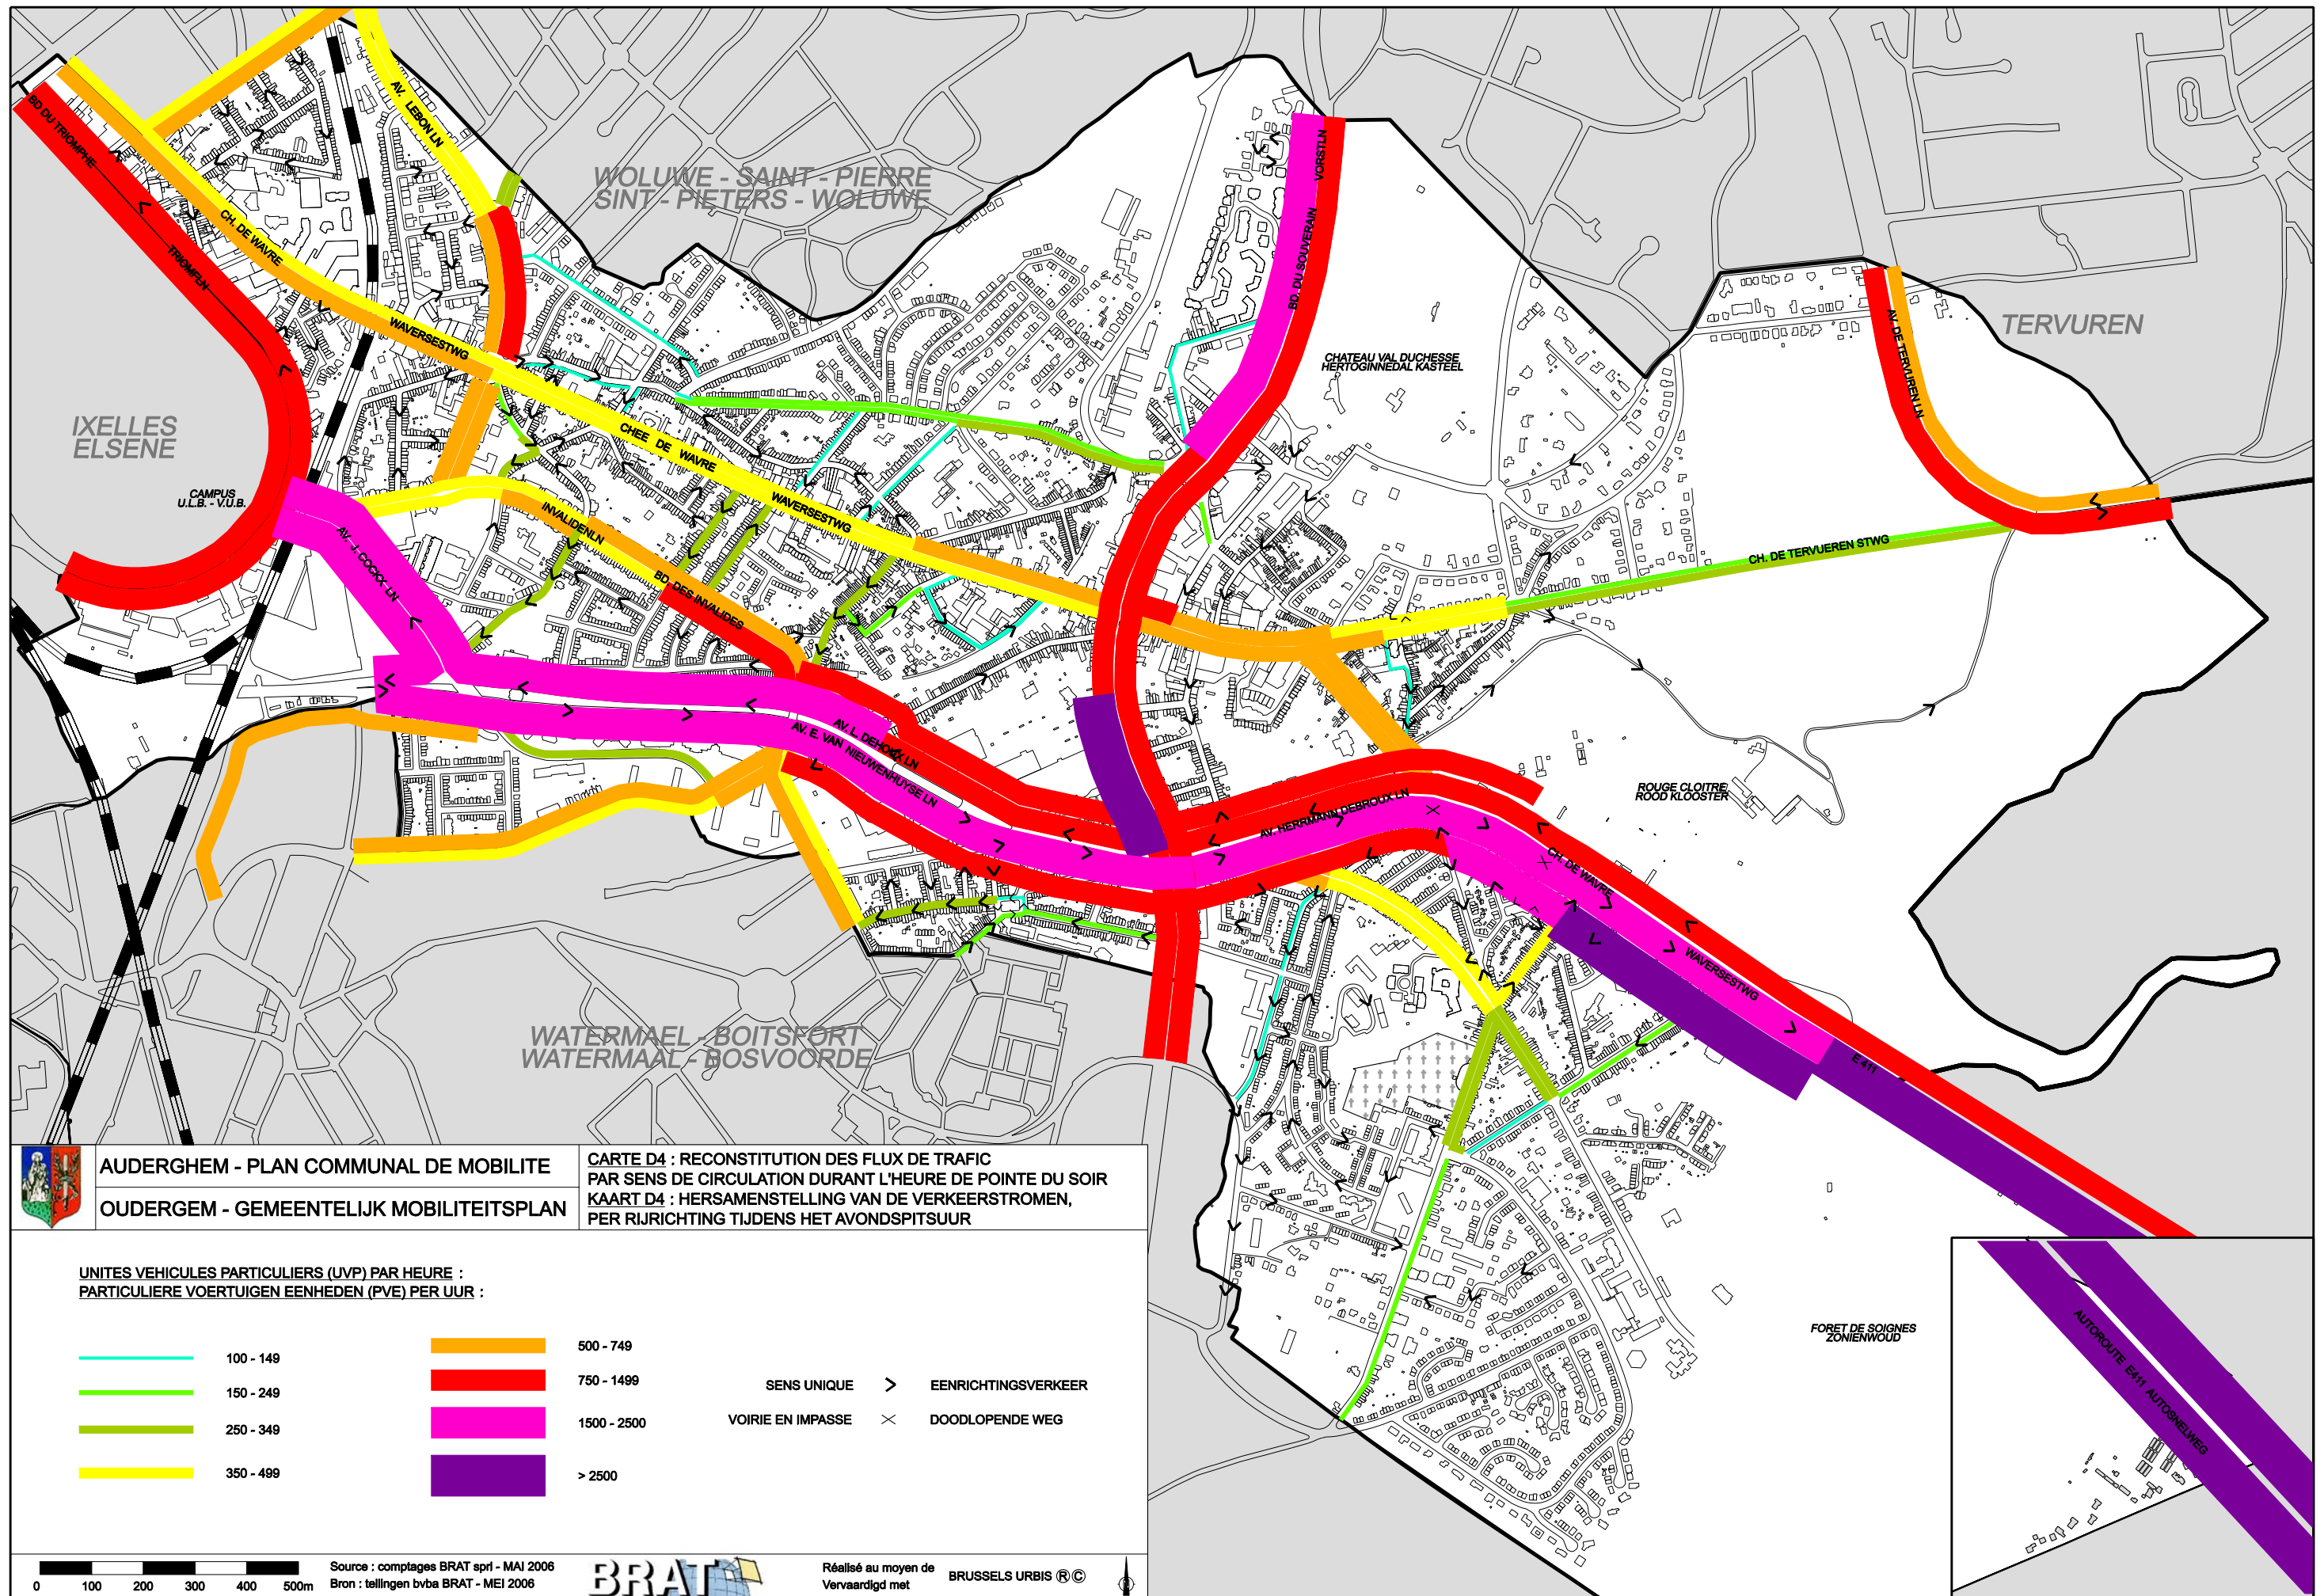 BD DU TRIOMPHE
TRIOMFLN
AV. LEBON LN
CH. DE WAVRE
WAVERSESTWG
WOLUWE - SAINT - PIERRE
SINT - PIETERS - WOLUWE
BD. DU SOUVERAIN
VORSTLN
CHATEAU VAL DUCHESSE
HERTOGINNEDAL KASTEEL
AV. DE TERVUREN LN
TERVUREN
IXELLES
ELSENE
CAMPUS
U.L.B. - V.U.B.
CHEE DE WAVRE
WAVERSESTWG
AV. J. COCKX LN
INVALIDENLN
BD. DES INVALIDES
CH. DE TERVUEREN STWG
AV. L. DEHOUX LN
AV. E. VAN NIEUWENHUYSE LN
AV. HERRMANN DEBROUX LN
ROUGE CLOITRE
ROOD KLOOSTER
CH. DE WAVRE
WAVERSESTWG
E 411
WATERMAEL - BOITSFORT
WATERMAAL - BOSVOORDE
FORET DE SOIGNES
ZONIENWOUD
AUTOROUTE E411 AUTOSNELWEG
AUDERGHEM - PLAN COMMUNAL DE MOBILITE
OUDERGEM - GEMEENTELIJK MOBILITEITSPLAN
CARTE D4 : RECONSTITUTION DES FLUX DE TRAFIC
PAR SENS DE CIRCULATION DURANT L'HEURE DE POINTE DU SOIR
KAART D4 : HERSAMENSTELLING VAN DE VERKEERSTROMEN,
PER RIJRICHTING TIJDENS HET AVONDSPITSUUR
UNITES VEHICULES PARTICULIERS (UVP) PAR HEURE :
PARTICULIERE VOERTUIGEN EENHEDEN (PVE) PER UUR :
100 - 149
150 - 249
250 - 349
350 - 499
500 - 749
750 - 1499
1500 - 2500
> 2500
SENS UNIQUE > EENRICHTINGSVERKEER
VOIRIE EN IMPASSE × DOODLOPENDE WEG
0 100 200 300 400 500m
Source : comptages BRAT sprl - MAI 2006
Bron : tellingen bvba BRAT - MEI 2006
BRAT
Réalisé au moyen de
Vervaardigd met
BRUSSELS URBIS ® ©